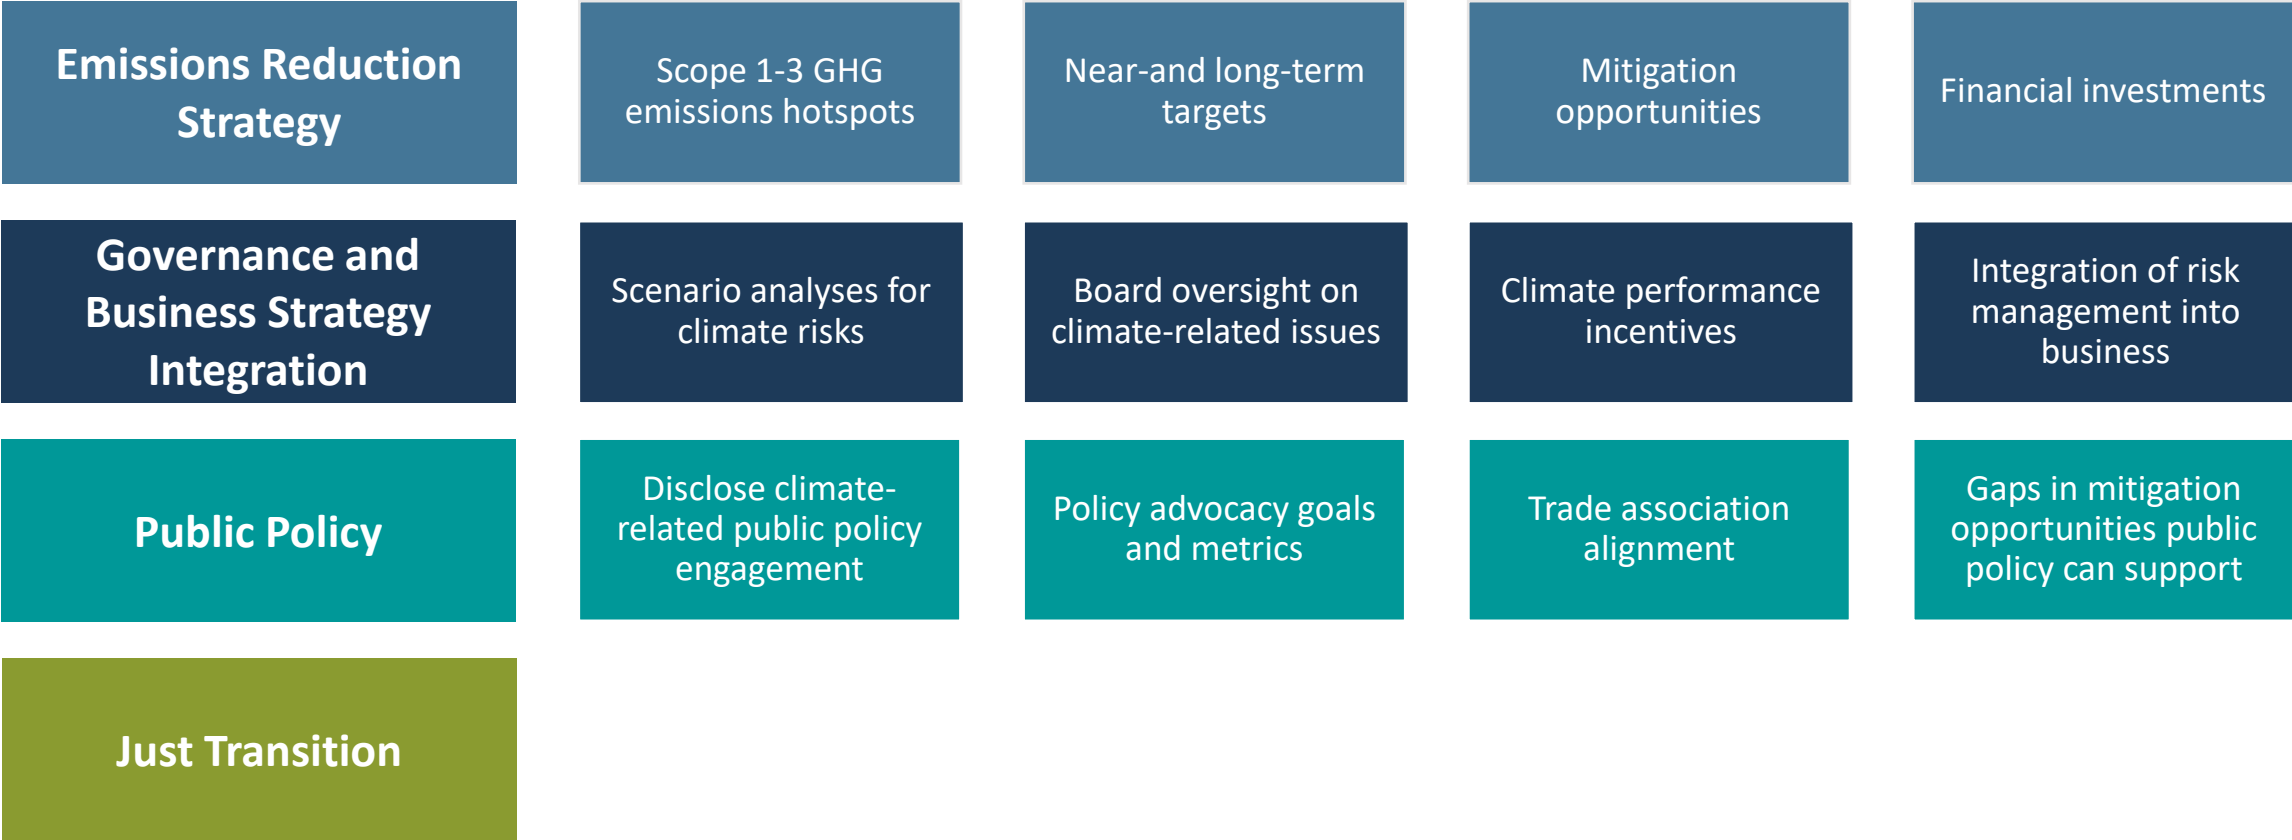 Emissions Reduction
Strategy
Scope 1-3 GHG
emissions hotspots
Near-and long-term
targets
Mitigation
opportunities
Financial investments
Governance and
Business Strategy
Integration
Scenario analyses for
climate risks
Board oversight on
climate-related issues
Climate performance
incentives
Integration of risk
management into
business
Public Policy
Disclose climate-
related public policy
engagement
Policy advocacy goals
and metrics
Trade association
alignment
Gaps in mitigation
opportunities public
policy can support
Just Transition